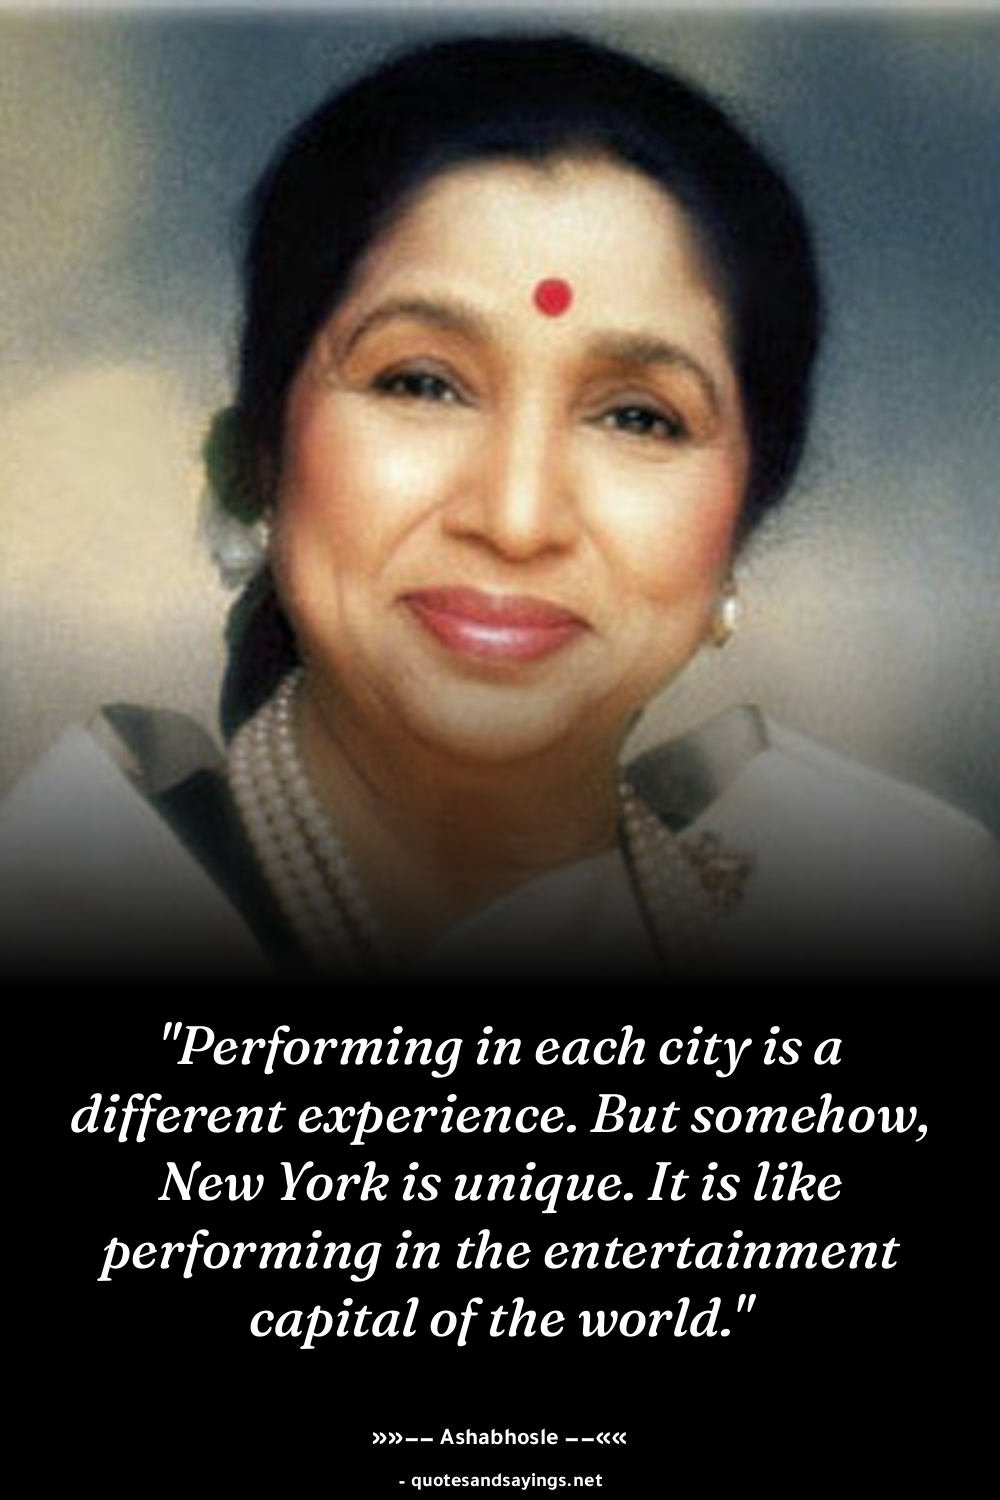 "Performing in each city is a
different experience. But somehow,
New York is unique. It is like
performing in the entertainment
capital of the world."
»»−− Ashabhosle −−««
- quotesandsayings.net